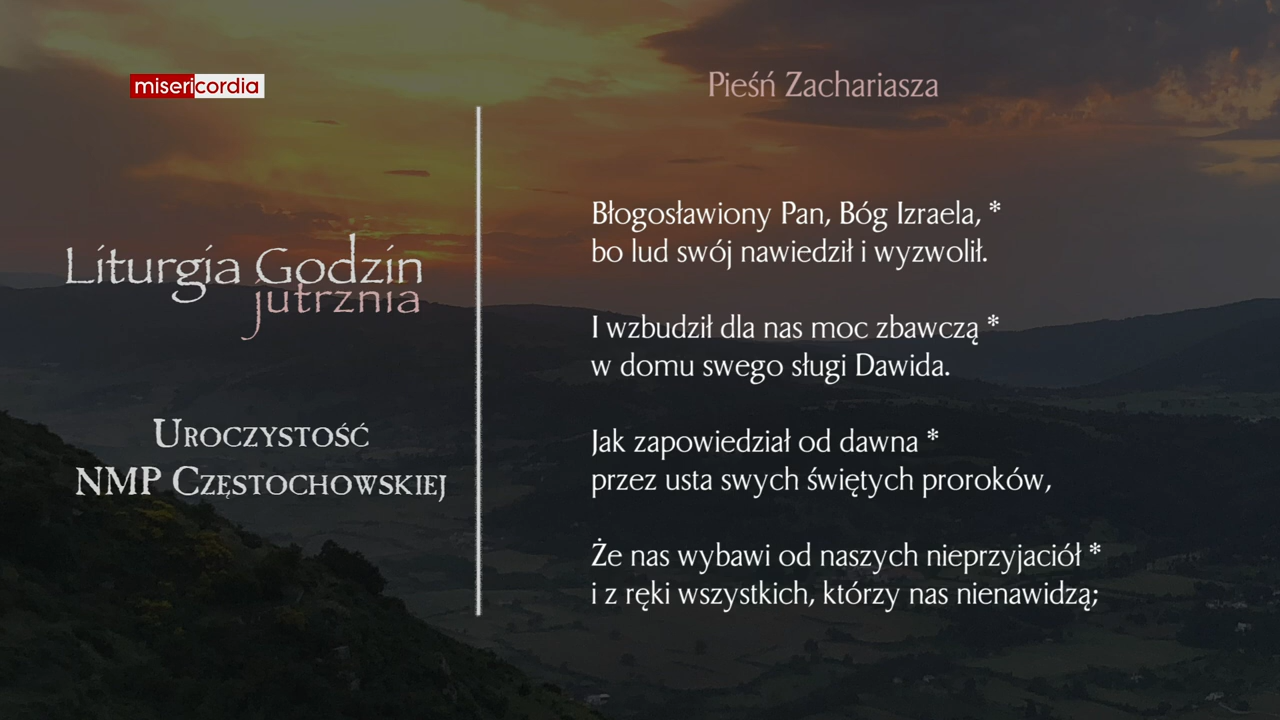 misericordia
Liturgia Godzin
jutrznia
Uroczystość
NMP Częstochowskiej
Pieśń Zachariasza
Błogosławiony Pan, Bóg Izraela, *
bo lud swój nawiedził i wyzwolił.
I wzbudził dla nas moc zbawczą *
w domu swego sługi Dawida.
Jak zapowiedział od dawna *
przez usta swych świętych proroków,
Że nas wybawi od naszych nieprzyjaciół *
i z ręki wszystkich, którzy nas nienawidzą;